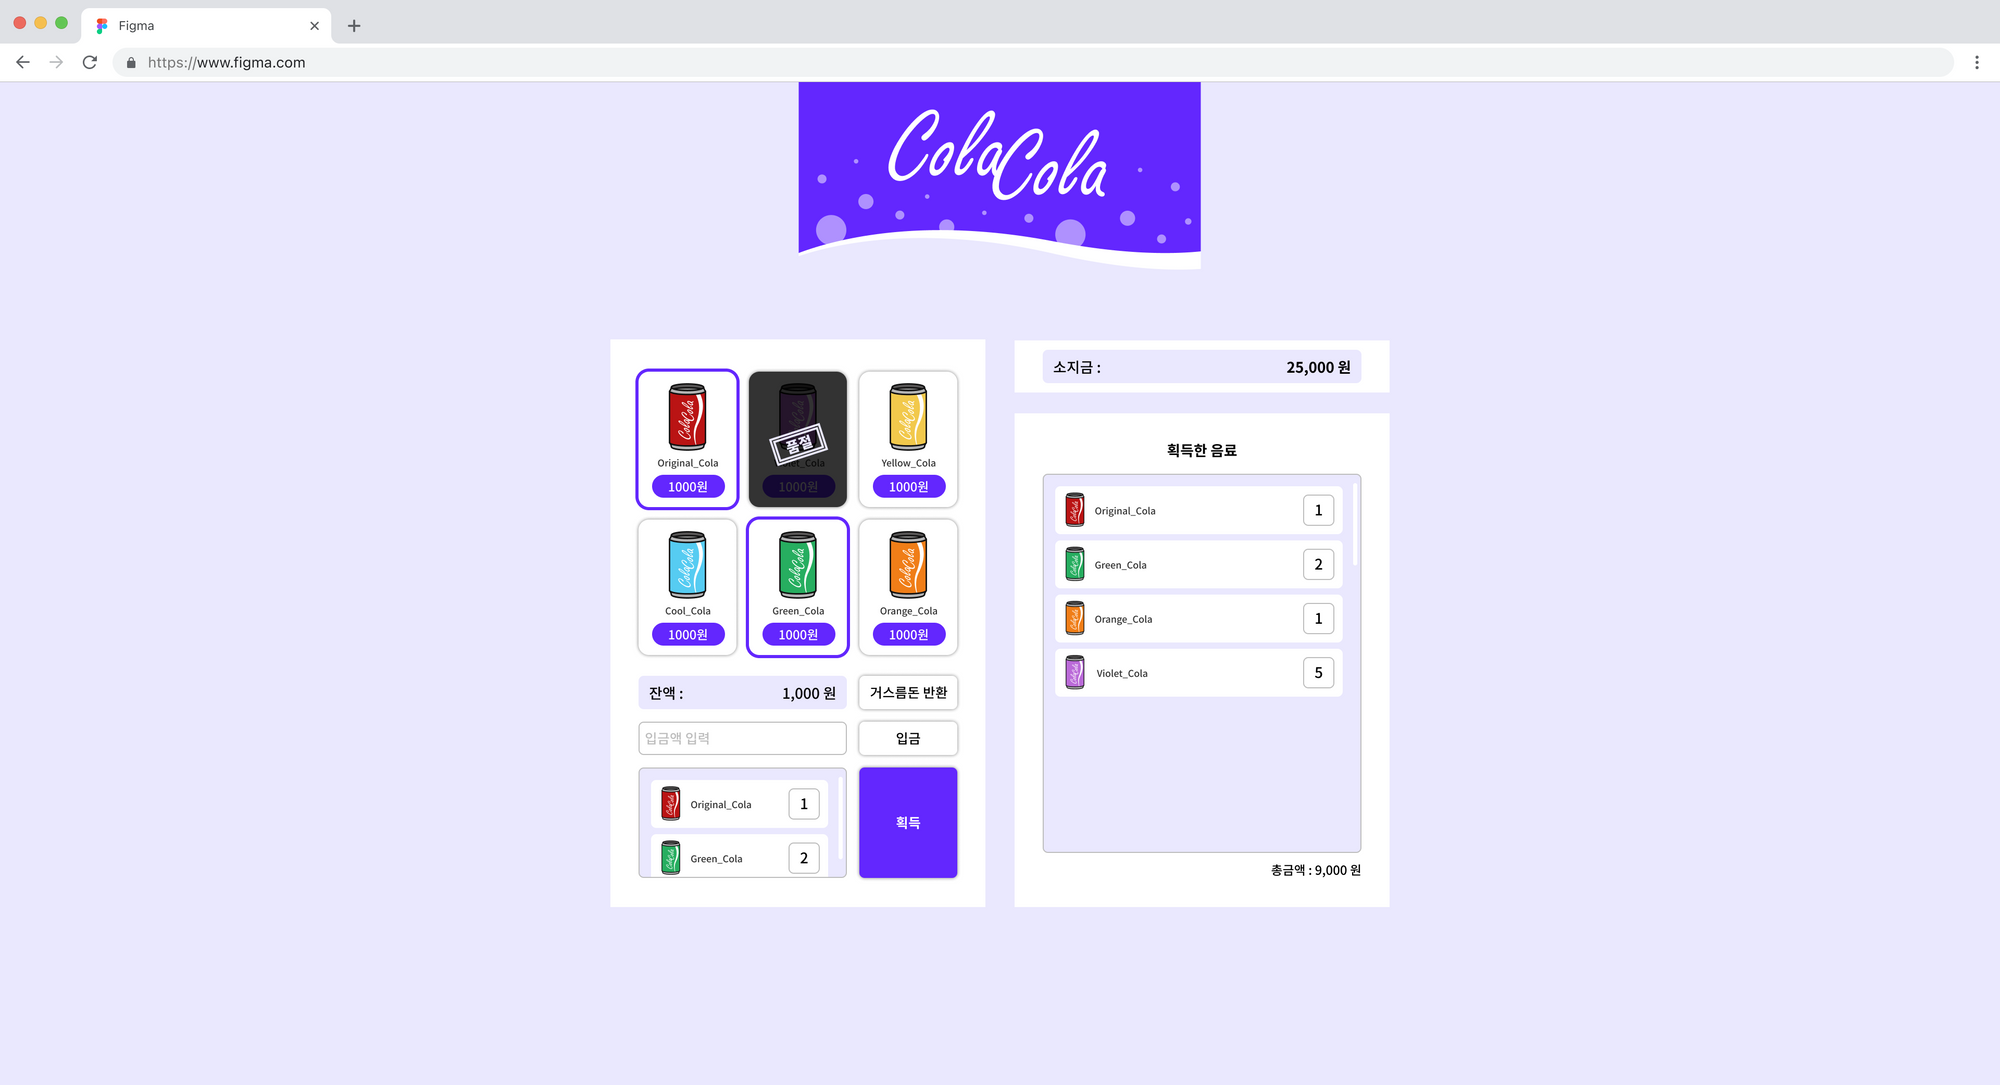 Figma
https://www.figma.com
ColaCola
Original_Cola
1000원
품절
1000원
Yellow_Cola
1000원
Cool_Cola
1000원
Green_Cola
1000원
Orange_Cola
1000원
잔액 :
1,000 원
거스름돈 반환
입금액 입력
입금
Original_Cola
1
Green_Cola
2
획득
소지금 :
25,000 원
획득한 음료
Original_Cola
1
Green_Cola
2
Orange_Cola
1
Violet_Cola
5
총금액 : 9,000 원